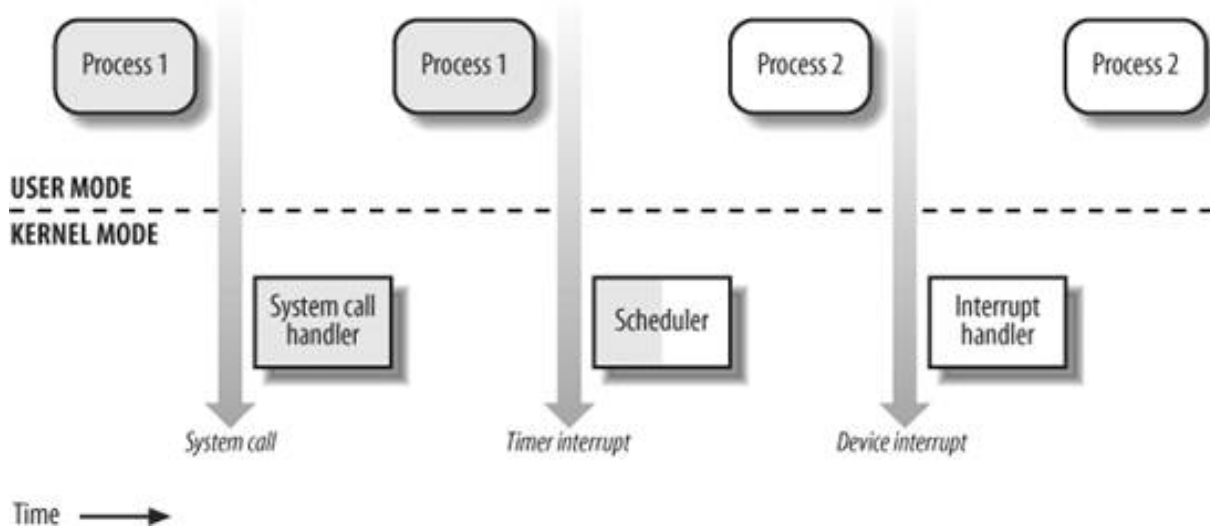 Process 1
Process 1
Process 2
Process 2
USER MODE
KERNEL MODE
System call
handler
Scheduler
Interrupt
handler
System call
Timer interrupt
Device interrupt
Time